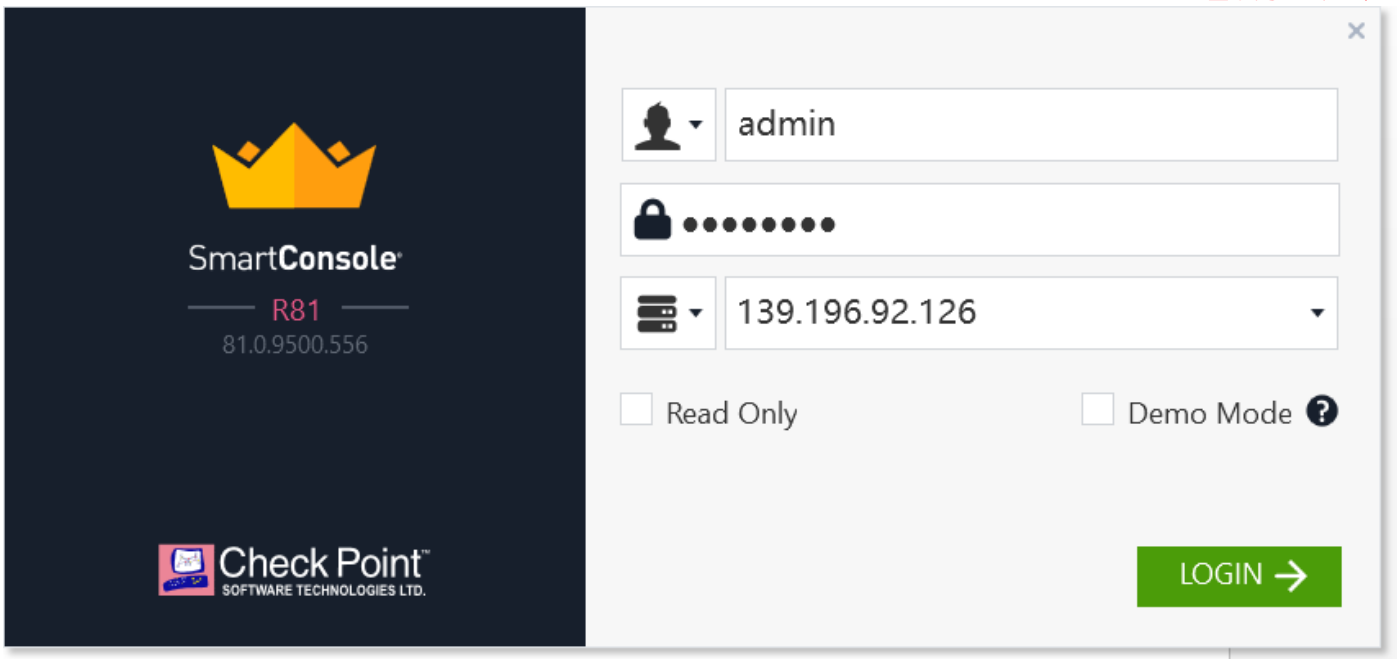 SmartConsole
R81
81.0.9500.556
Check Point™
SOFTWARE TECHNOLOGIES LTD.
admin
••••••••
139.196.92.126
Read Only
Demo Mode ?
LOGIN →